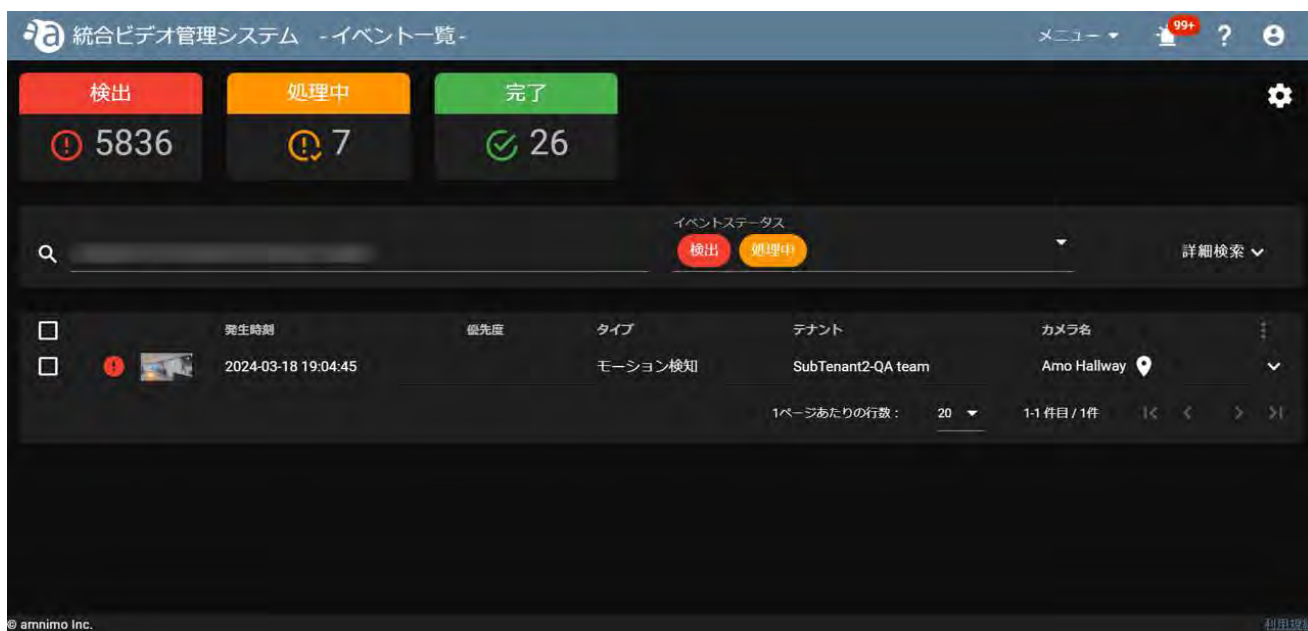 統合ビデオ管理システム -イベント一覧-
メニュー
99+
?
検出
処理中
完了
5836
7
26
イベントステータス
検出
処理中
詳細検索
発生時刻
優先度
タイプ
テナント
カメラ名
2024-03-18 19:04:45
モーション検知
SubTenant2-QA team
Amo Hallway
1ページあたりの行数：
20
1-1 件目 / 1件
© amnimo Inc.